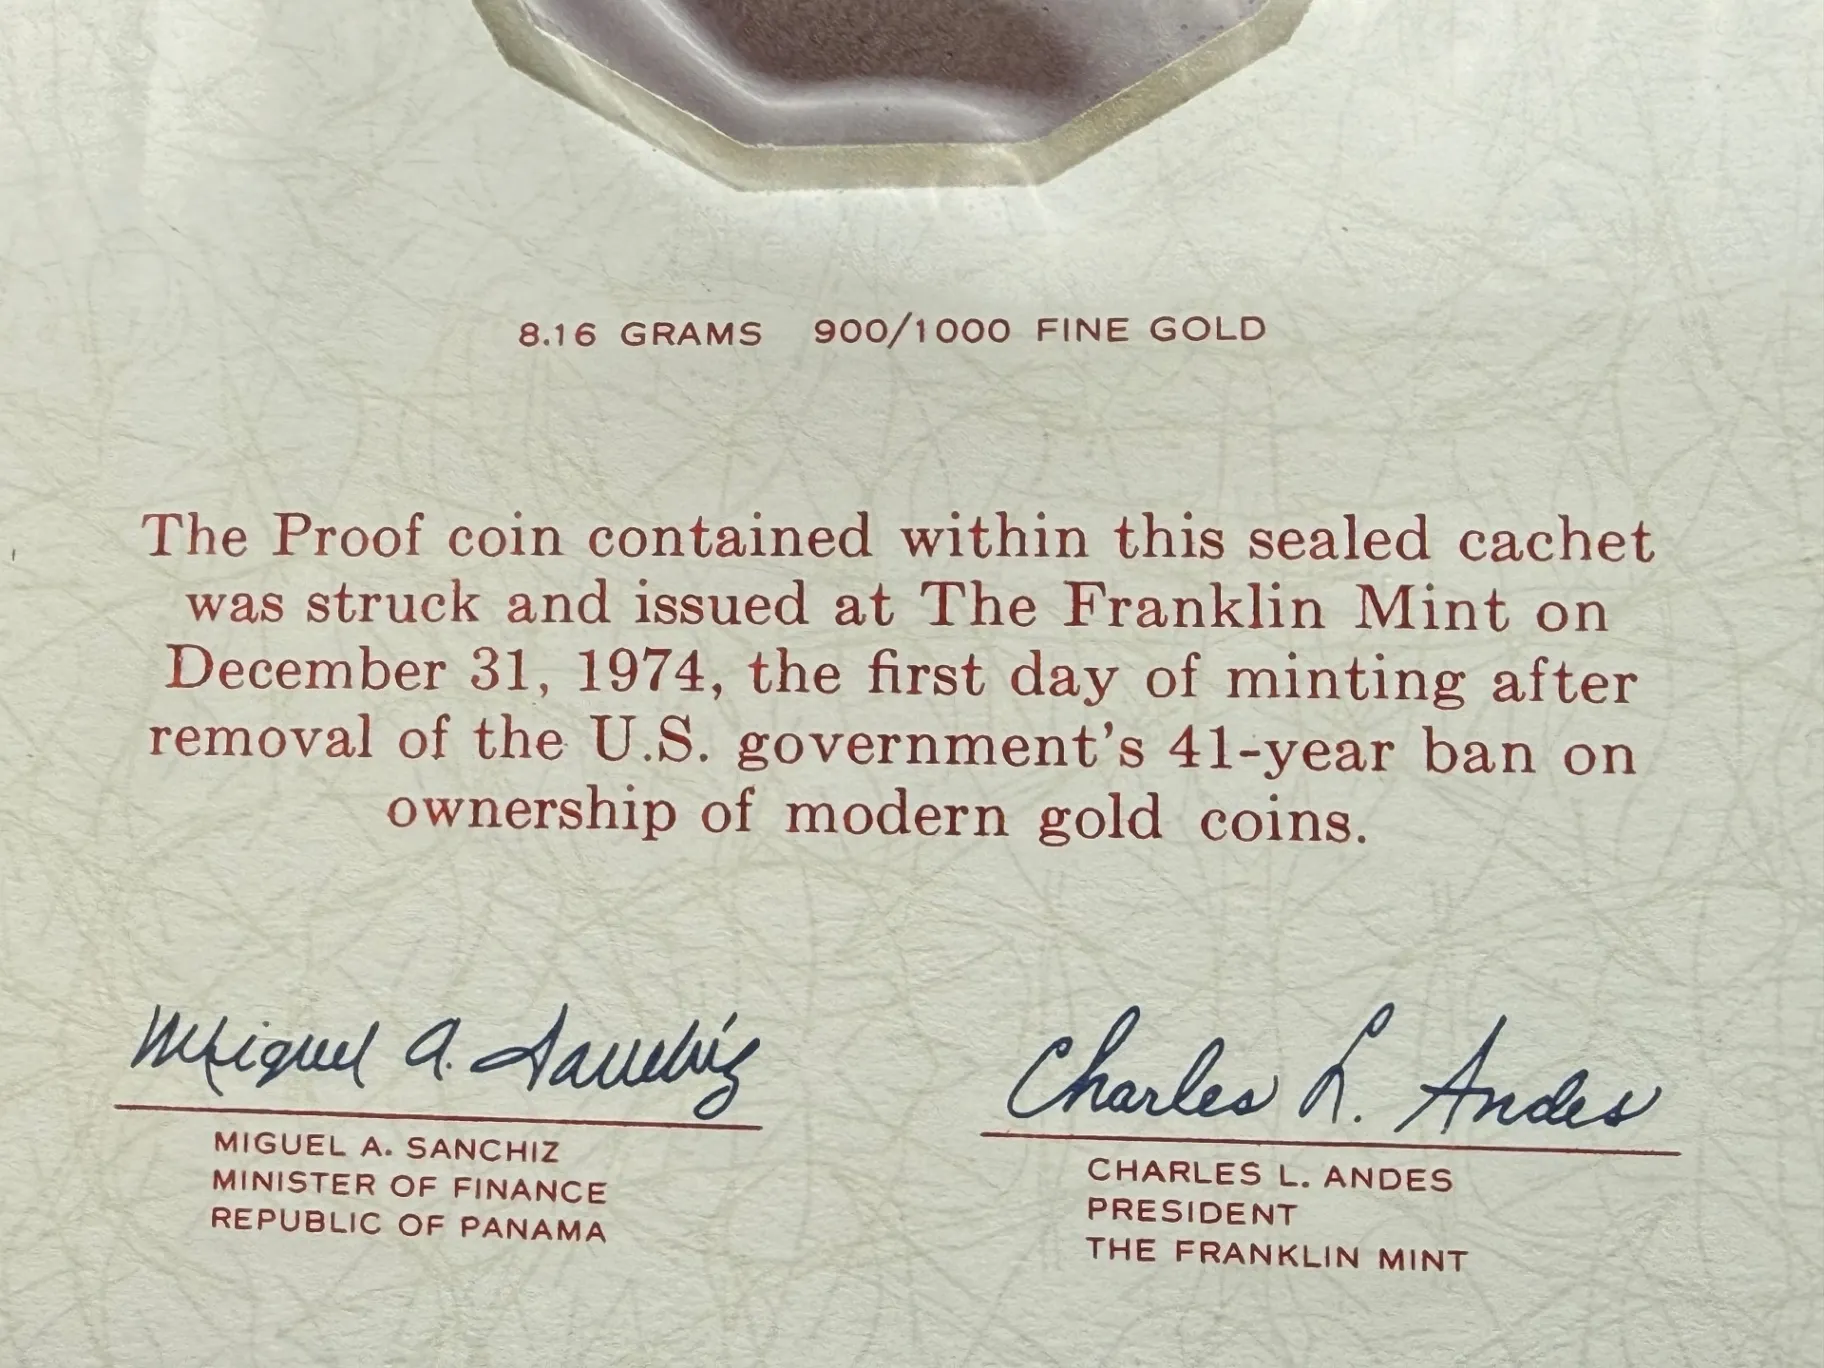 8.16 GRAMS 900/1000 FINE GOLD
The Proof coin contained within this sealed cachet
was struck and issued at The Franklin Mint on
December 31, 1974, the first day of minting after
removal of the U.S. government's 41-year ban on
ownership of modern gold coins.
Miguel A. Sanchiz
MIGUEL A. SANCHIZ
MINISTER OF FINANCE
REPUBLIC OF PANAMA
Charles L. Andes
CHARLES L. ANDES
PRESIDENT
THE FRANKLIN MINT